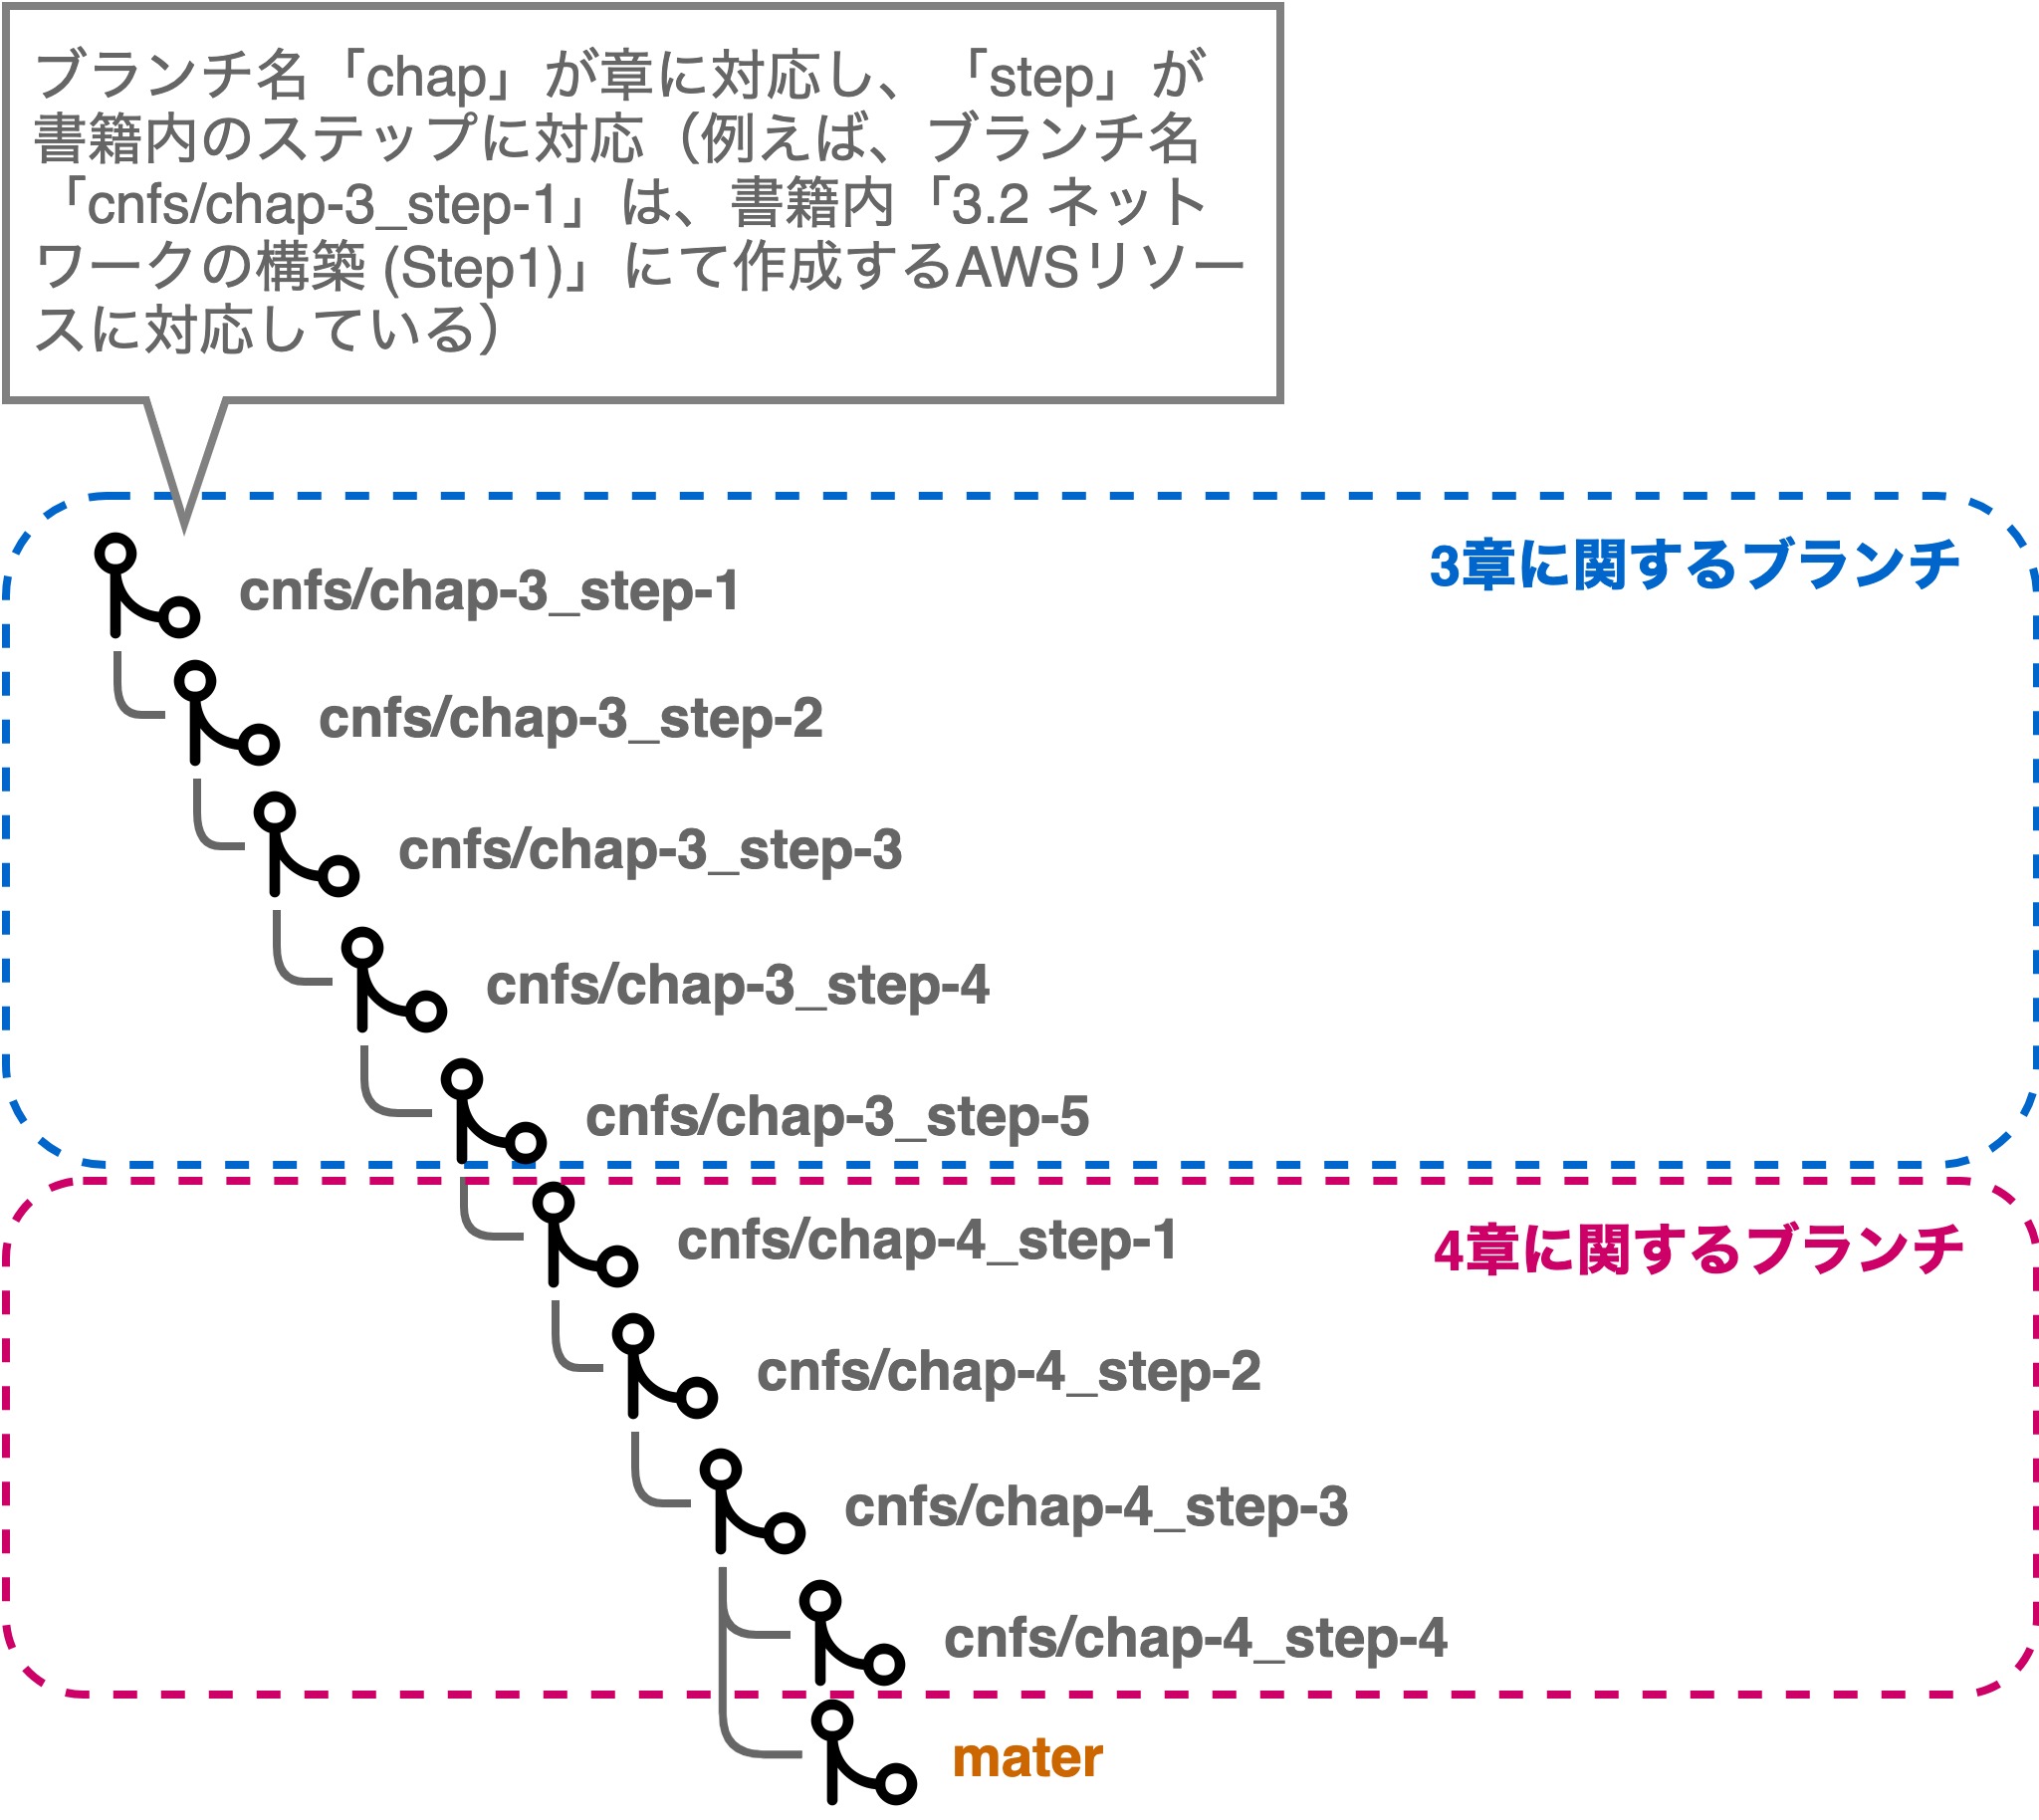 ブランチ名「chap」が章に対応し、「step」が
書籍内のステップに対応（例えば、ブランチ名
「cnfs/chap-3_step-1」は、書籍内「3.2 ネット
ワークの構築 (Step1)」にて作成するAWSリソー
スに対応している）
3章に関するブランチ
cnfs/chap-3_step-1
cnfs/chap-3_step-2
cnfs/chap-3_step-3
cnfs/chap-3_step-4
cnfs/chap-3_step-5
4章に関するブランチ
cnfs/chap-4_step-1
cnfs/chap-4_step-2
cnfs/chap-4_step-3
cnfs/chap-4_step-4
mater